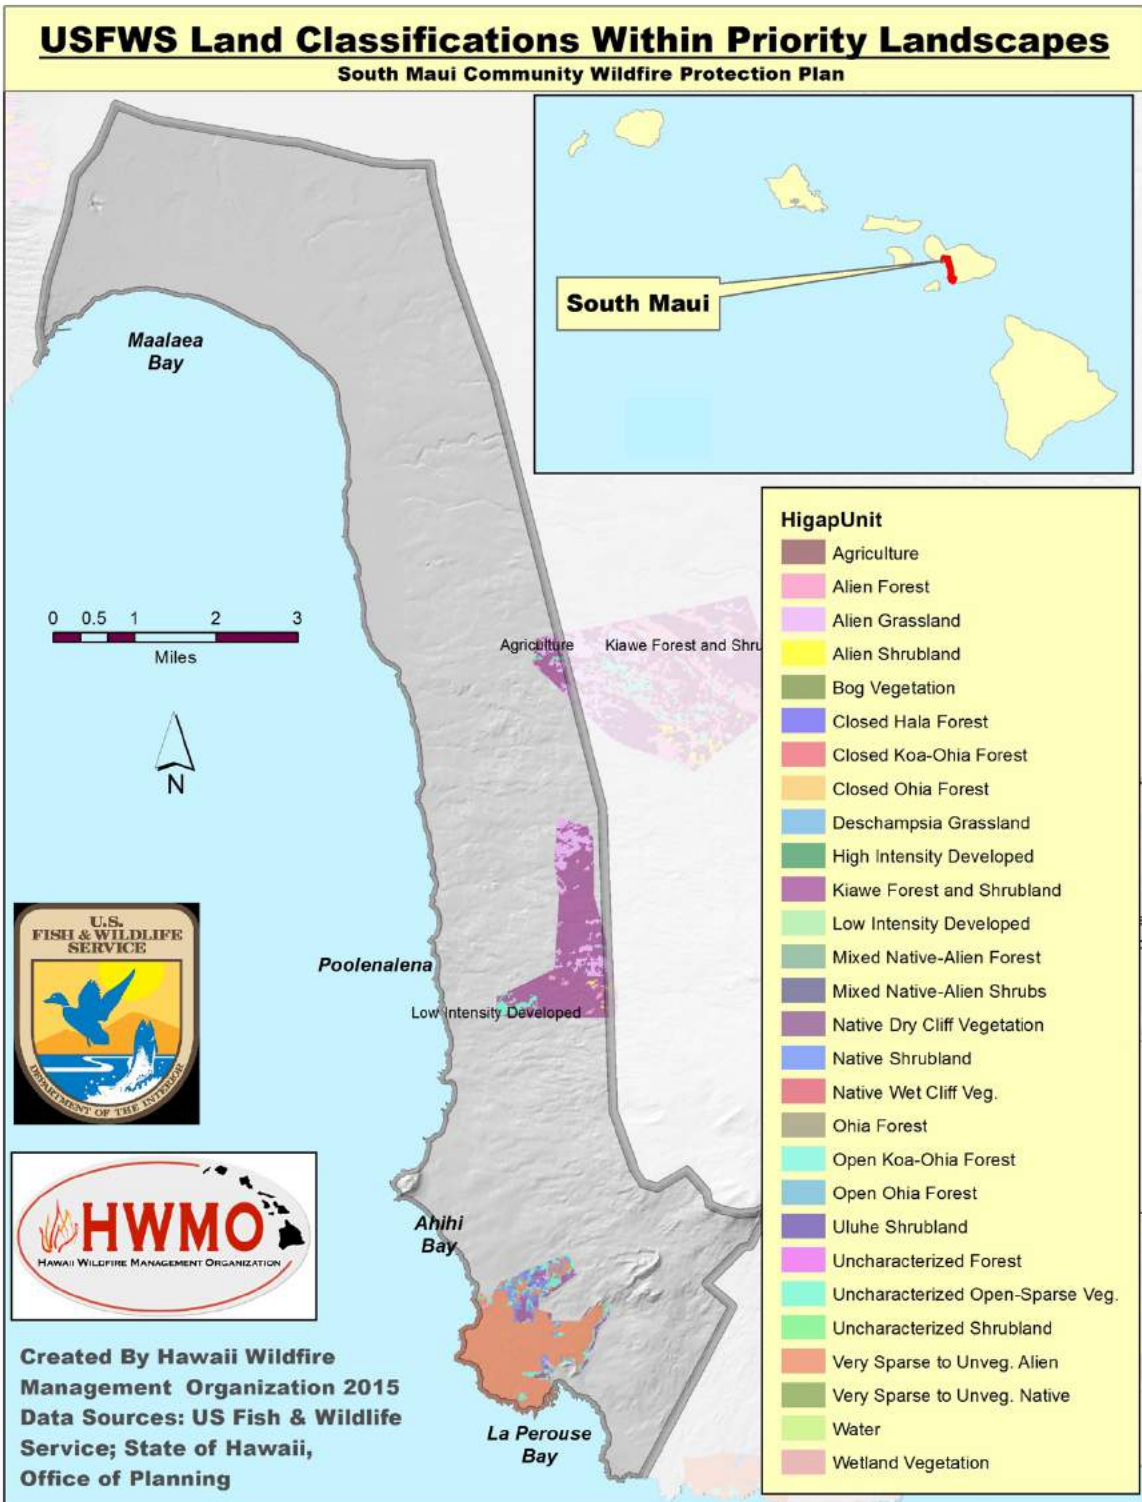 USFWS Land Classifications Within Priority Landscapes
South Maui Community Wildfire Protection Plan
South Maui
Maalaea
Bay
0 0.5 1 2 3
Miles
N
Agriculture
Kiawe Forest and Shru
Poolenalena
Low Intensity Developed
Ahihi
Bay
La Perouse
Bay
HigapUnit
Agriculture
Alien Forest
Alien Grassland
Alien Shrubland
Bog Vegetation
Closed Hala Forest
Closed Koa-Ohia Forest
Closed Ohia Forest
Deschampsia Grassland
High Intensity Developed
Kiawe Forest and Shrubland
Low Intensity Developed
Mixed Native-Alien Forest
Mixed Native-Alien Shrubs
Native Dry Cliff Vegetation
Native Shrubland
Native Wet Cliff Veg.
Ohia Forest
Open Koa-Ohia Forest
Open Ohia Forest
Uluhe Shrubland
Uncharacterized Forest
Uncharacterized Open-Sparse Veg.
Uncharacterized Shrubland
Very Sparse to Unveg. Alien
Very Sparse to Unveg. Native
Water
Wetland Vegetation
U.S.
FISH & WILDLIFE
SERVICE
DEPARTMENT OF THE INTERIOR
HWMO
HAWAII WILDFIRE MANAGEMENT ORGANIZATION
Created By Hawaii Wildfire
Management Organization 2015
Data Sources: US Fish & Wildlife
Service; State of Hawaii,
Office of Planning